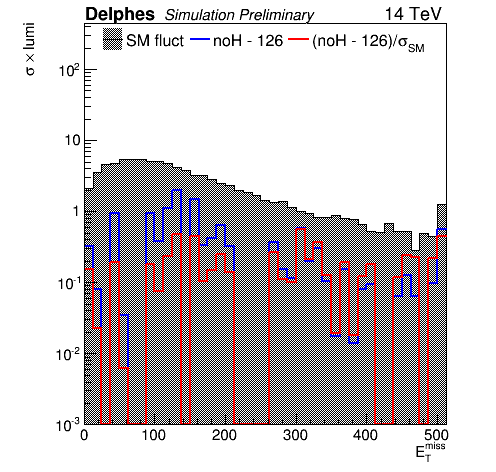 Delphes Simulation Preliminary 14 TeV
SM fluct noH - 126 (noH - 126)/σ_SM
σ × lumi
10²
10
1
10⁻¹
10⁻²
10⁻³
0 100 200 300 400 500
E_T^miss